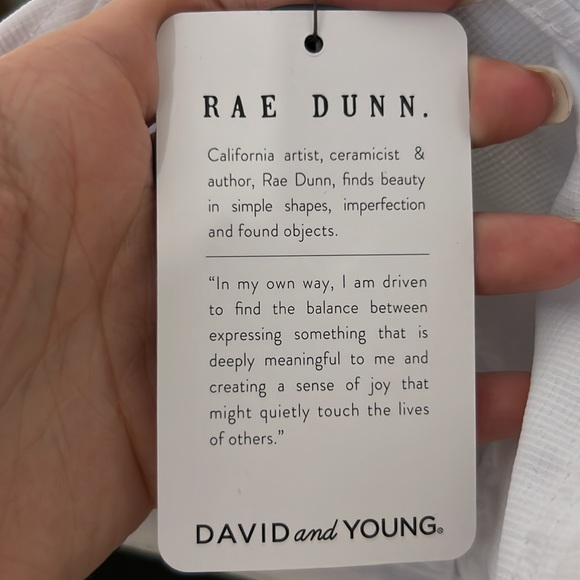 RAE DUNN.
California artist, ceramicist &
author, Rae Dunn, finds beauty
in simple shapes, imperfection
and found objects.
“In my own way, I am driven
to find the balance between
expressing something that is
deeply meaningful to me and
creating a sense of joy that
might quietly touch the lives
of others.”
DAVID and YOUNG®